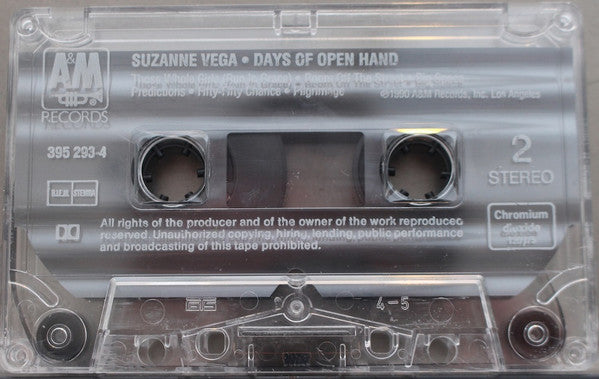 SUZANNE VEGA • DAYS OF OPEN HAND
Those Whole Girls (Run In Grace) • Room Off The Street • Big Space
Predictions • Fifty-Fifty Chance • Pilgrimage
℗1990 A&M Records, Inc. Los Angeles
A&M
RECORDS
395 293-4
B.I.E.M. STEMRA
2
STEREO
All rights of the producer and of the owner of the work reproduced
reserved. Unauthorized copying, hiring, lending, public performance
and broadcasting of this tape prohibited.
Chromium
dioxide
120µs
4-5